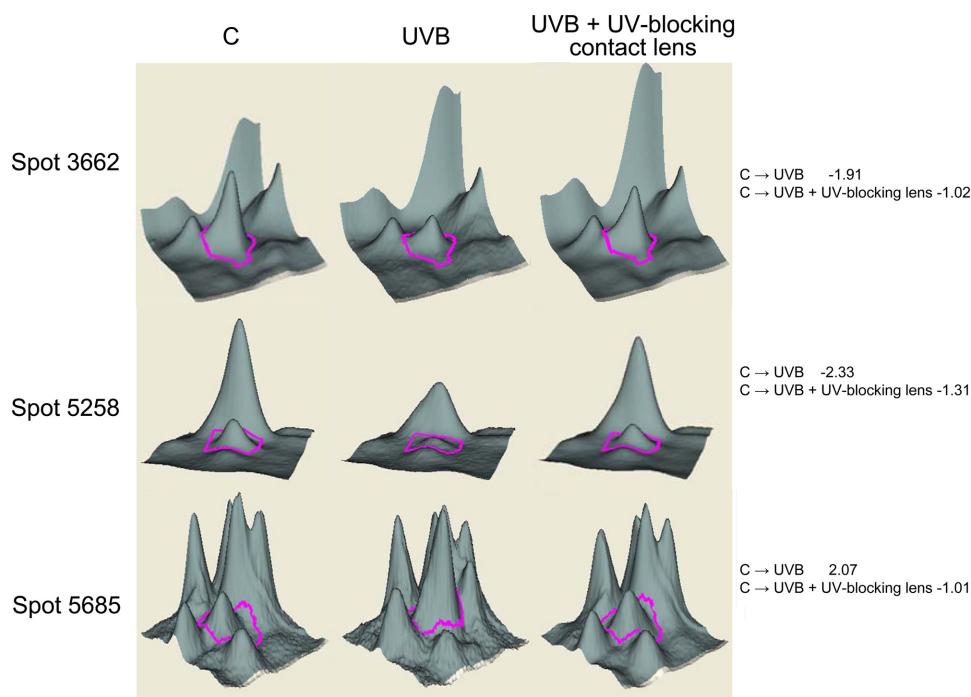 C
UVB
UVB + UV-blocking
contact lens
Spot 3662
C → UVB -1.91
C → UVB + UV-blocking lens -1.02
Spot 5258
C → UVB -2.33
C → UVB + UV-blocking lens -1.31
Spot 5685
C → UVB 2.07
C → UVB + UV-blocking lens -1.01